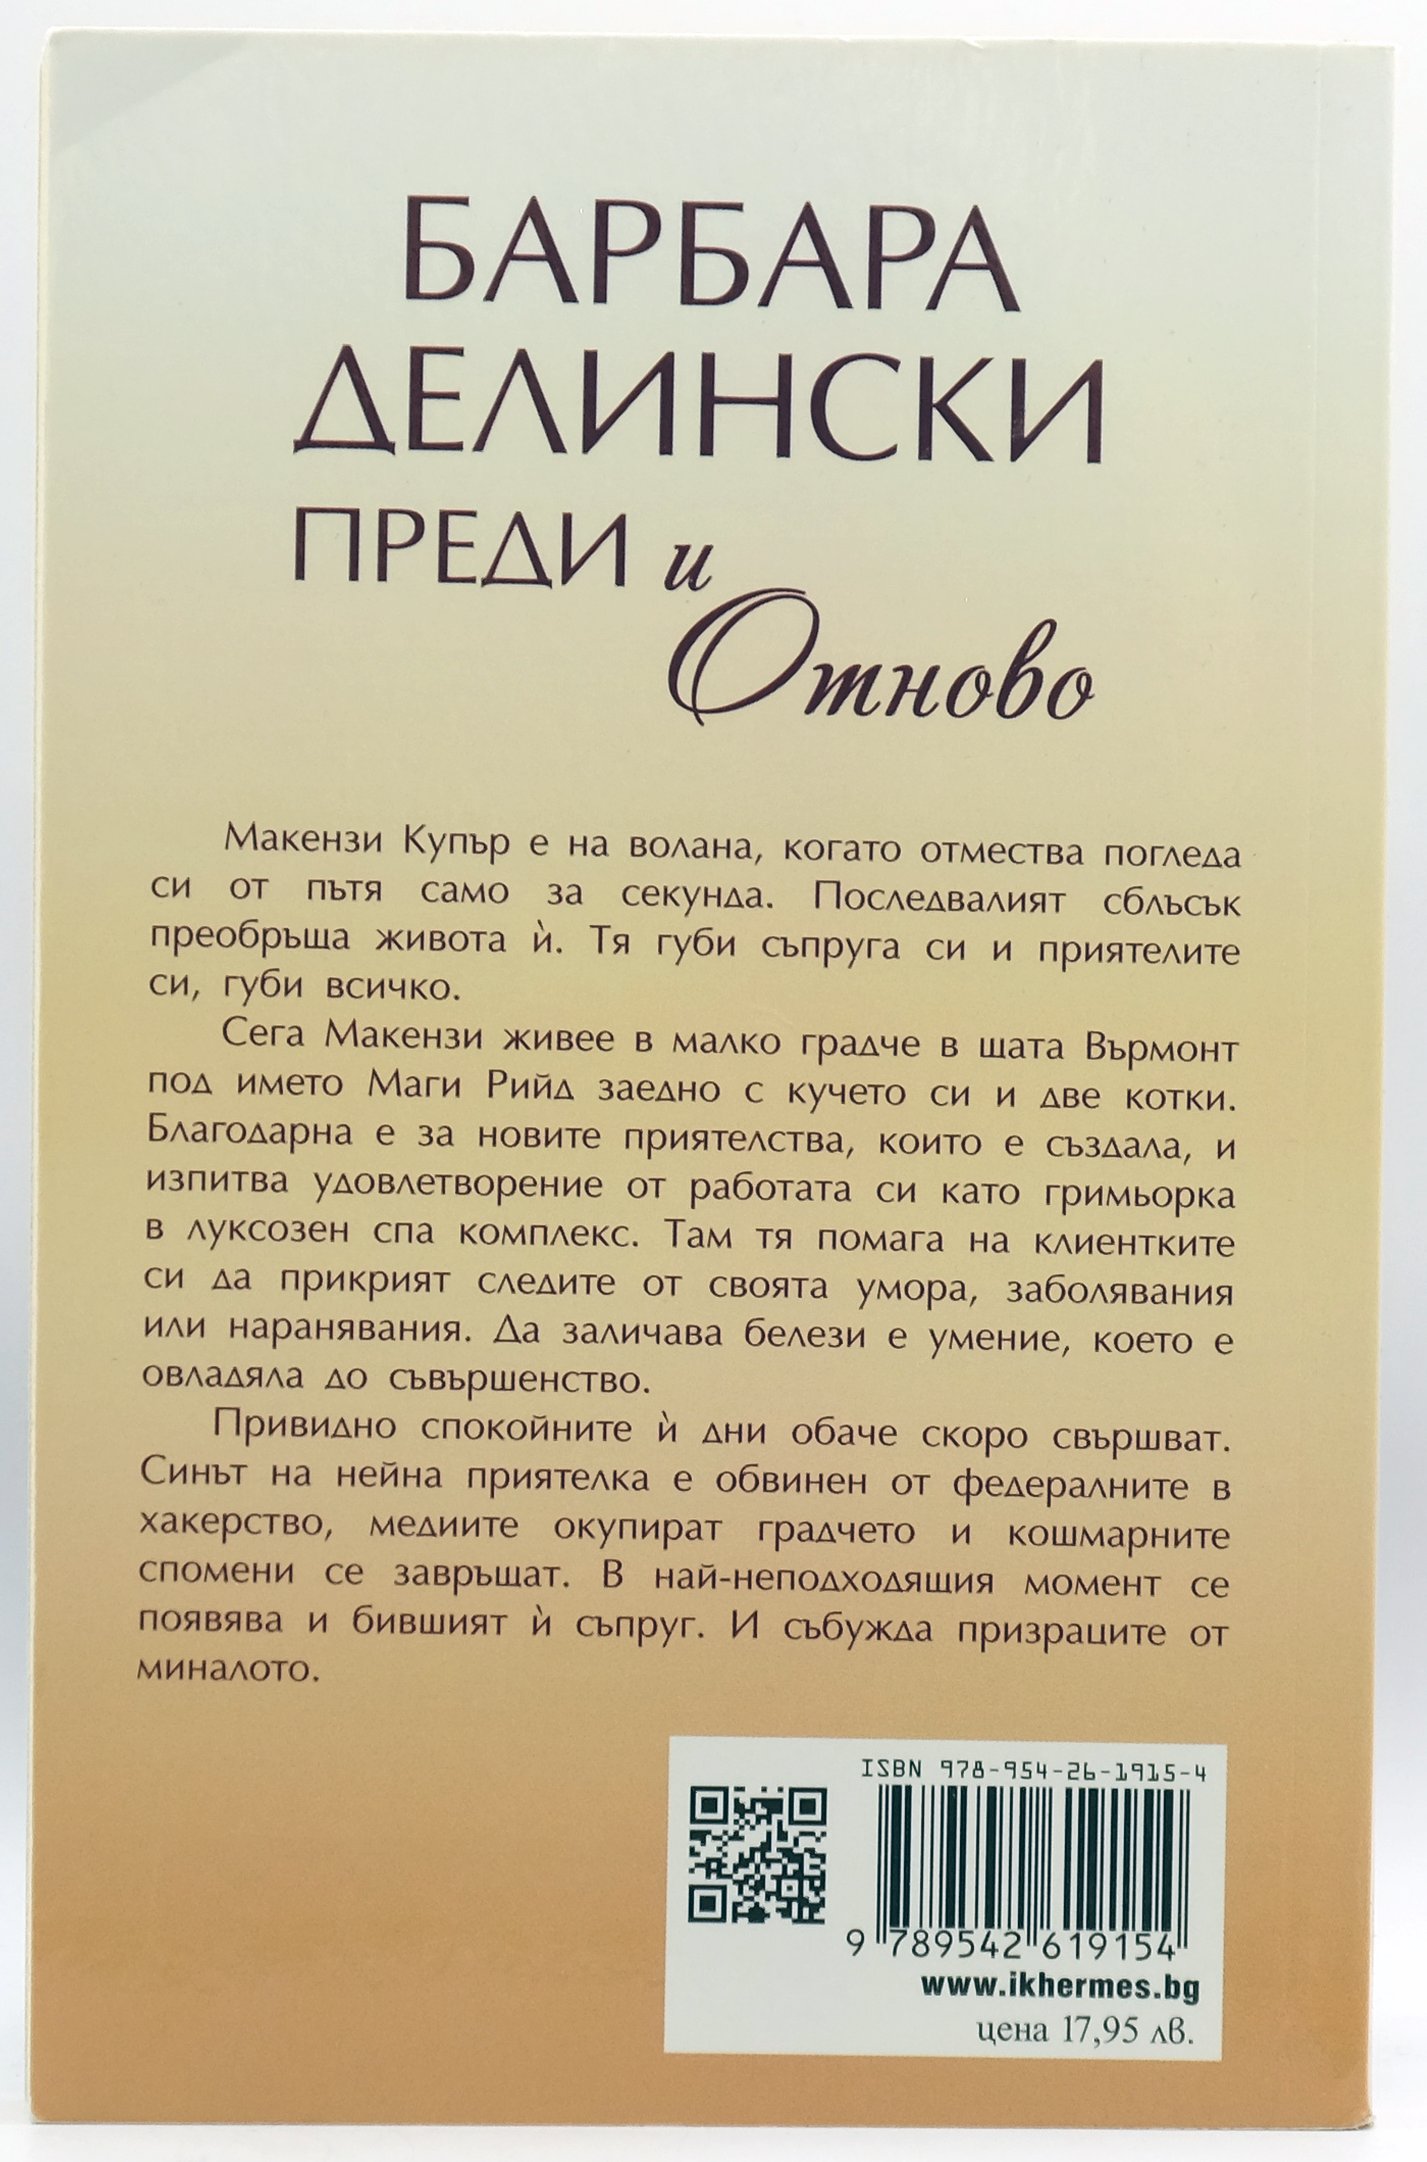 БАРБАРА
ДЕЛИНСКИ
ПРЕДИ и
Отново
Макензи Купър е на волана, когато отмества погледа
си от пътя само за секунда. Последвалият сблъсък
преобръща живота ѝ. Тя губи съпруга си и приятелите
си, губи всичко.
Сега Макензи живее в малко градче в щата Върмонт
под името Маги Рийд заедно с кучето си и две котки.
Благодарна е за новите приятелства, които е създала, и
изпитва удовлетворение от работата си като гримьорка
в луксозен спа комплекс. Там тя помага на клиентките
си да прикрият следите от своята умора, заболявания
или наранявания. Да заличава белези е умение, което е
овладяла до съвършенство.
Привидно спокойните ѝ дни обаче скоро свършват.
Синът на нейна приятелка е обвинен от федералните в
хакерство, медиите окупират градчето и кошмарните
спомени се завръщат. В най-неподходящия момент се
появява и бившият ѝ съпруг. И събужда призраците от
миналото.
ISBN 978-954-26-1915-4
9 789542 619154
www.ikhermes.bg
цена 17,95 лв.